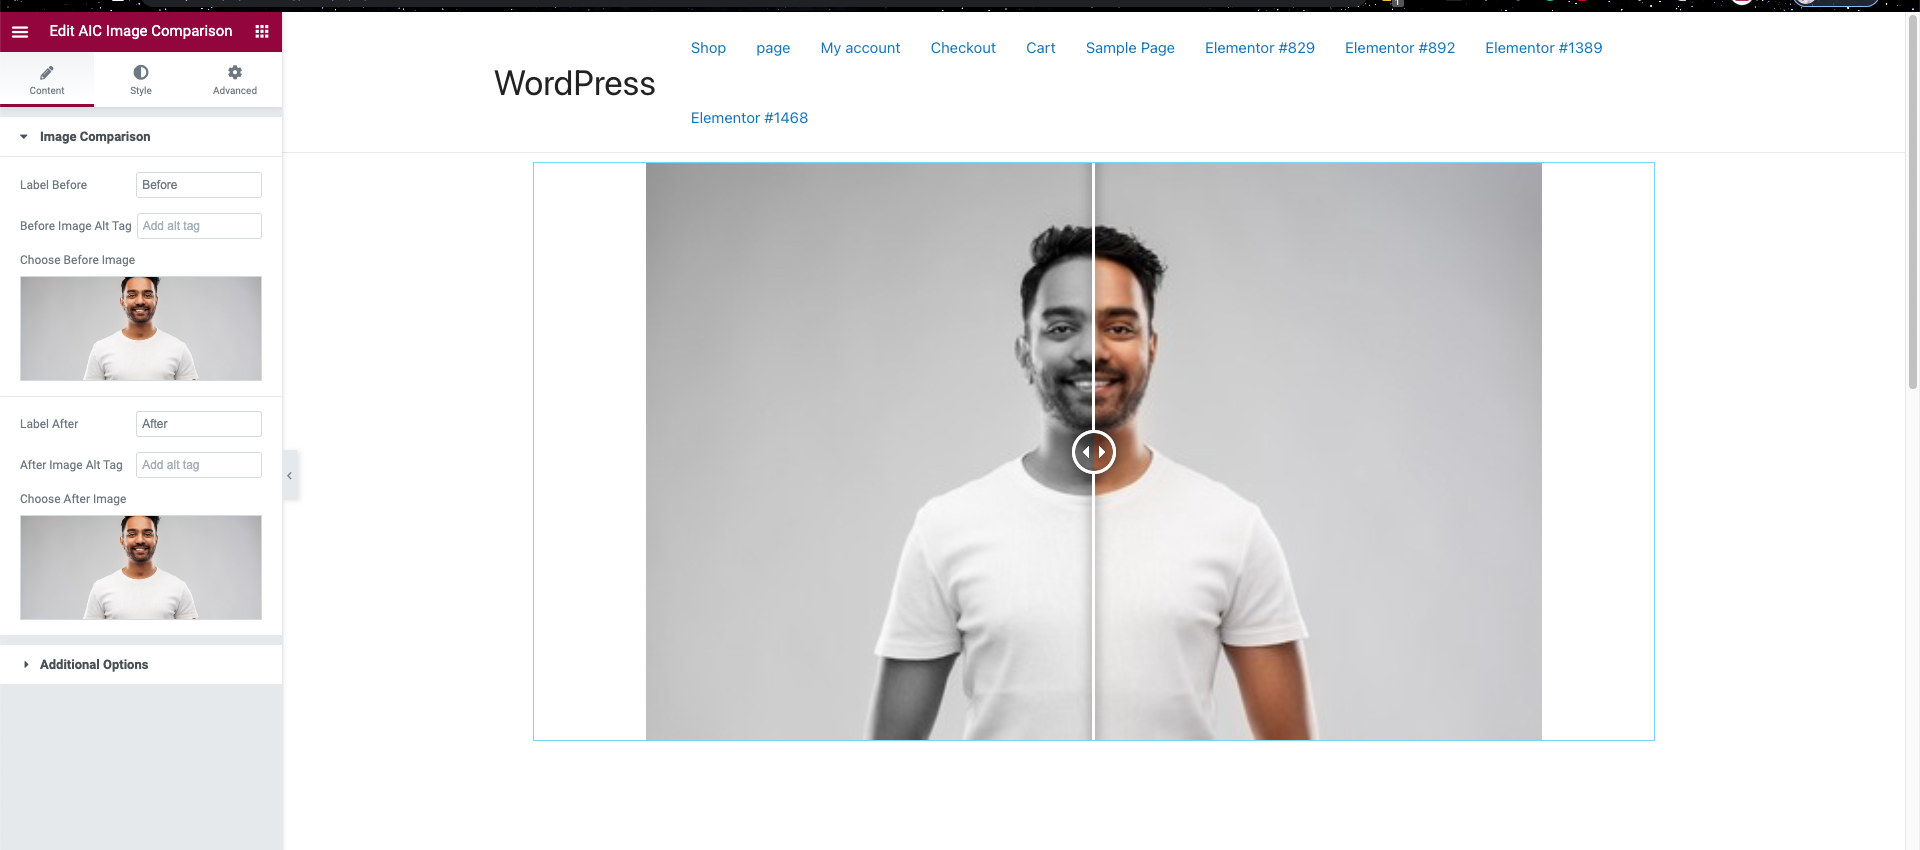 Edit AIC Image Comparison
Content
Style
Advanced
Image Comparison
Label Before
Before
Before Image Alt Tag
Add alt tag
Choose Before Image
Label After
After
After Image Alt Tag
Add alt tag
Choose After Image
Additional Options
WordPress
Shop page My account Checkout Cart Sample Page Elementor #829 Elementor #892 Elementor #1389
Elementor #1468